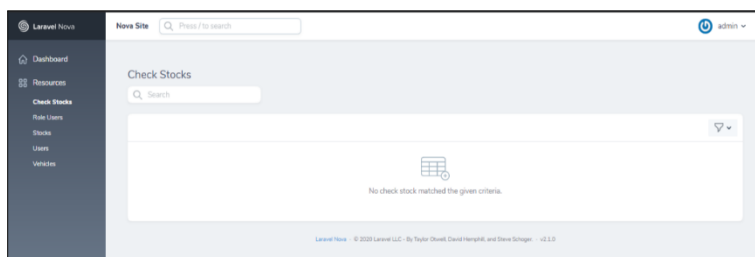 Laravel Nova
Nova Site
Press / to search
admin
Dashboard
Resources
Check Stocks
Role Users
Stocks
Users
Vehicles
Check Stocks
Search
No check stock matched the given criteria.
Laravel Nova · © 2020 Laravel LLC - By Taylor Otwell, David Hemphill, and Steve Schoger. · v2.1.0